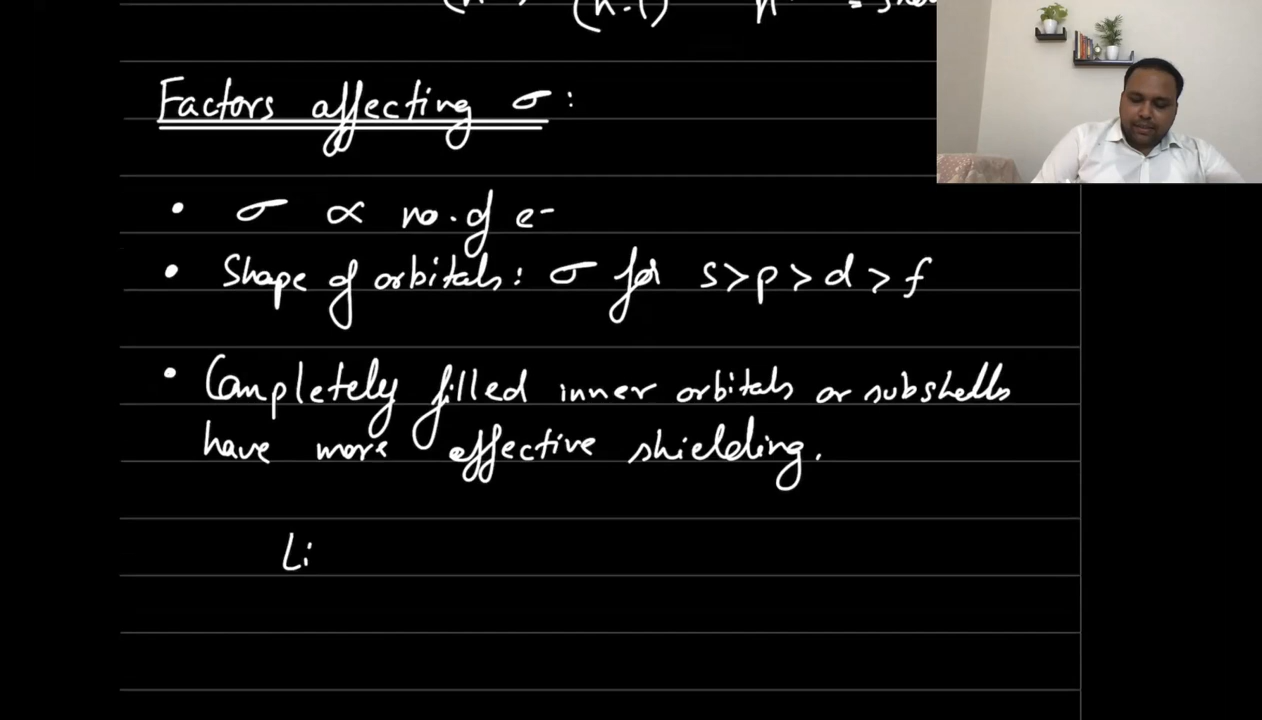 (n-1) n
Factors affecting σ :
• σ ∝ no. of e-
• Shape of orbitals: σ for s > p > d > f
• Completely filled inner orbitals or subshells
have more effective shielding.
Li